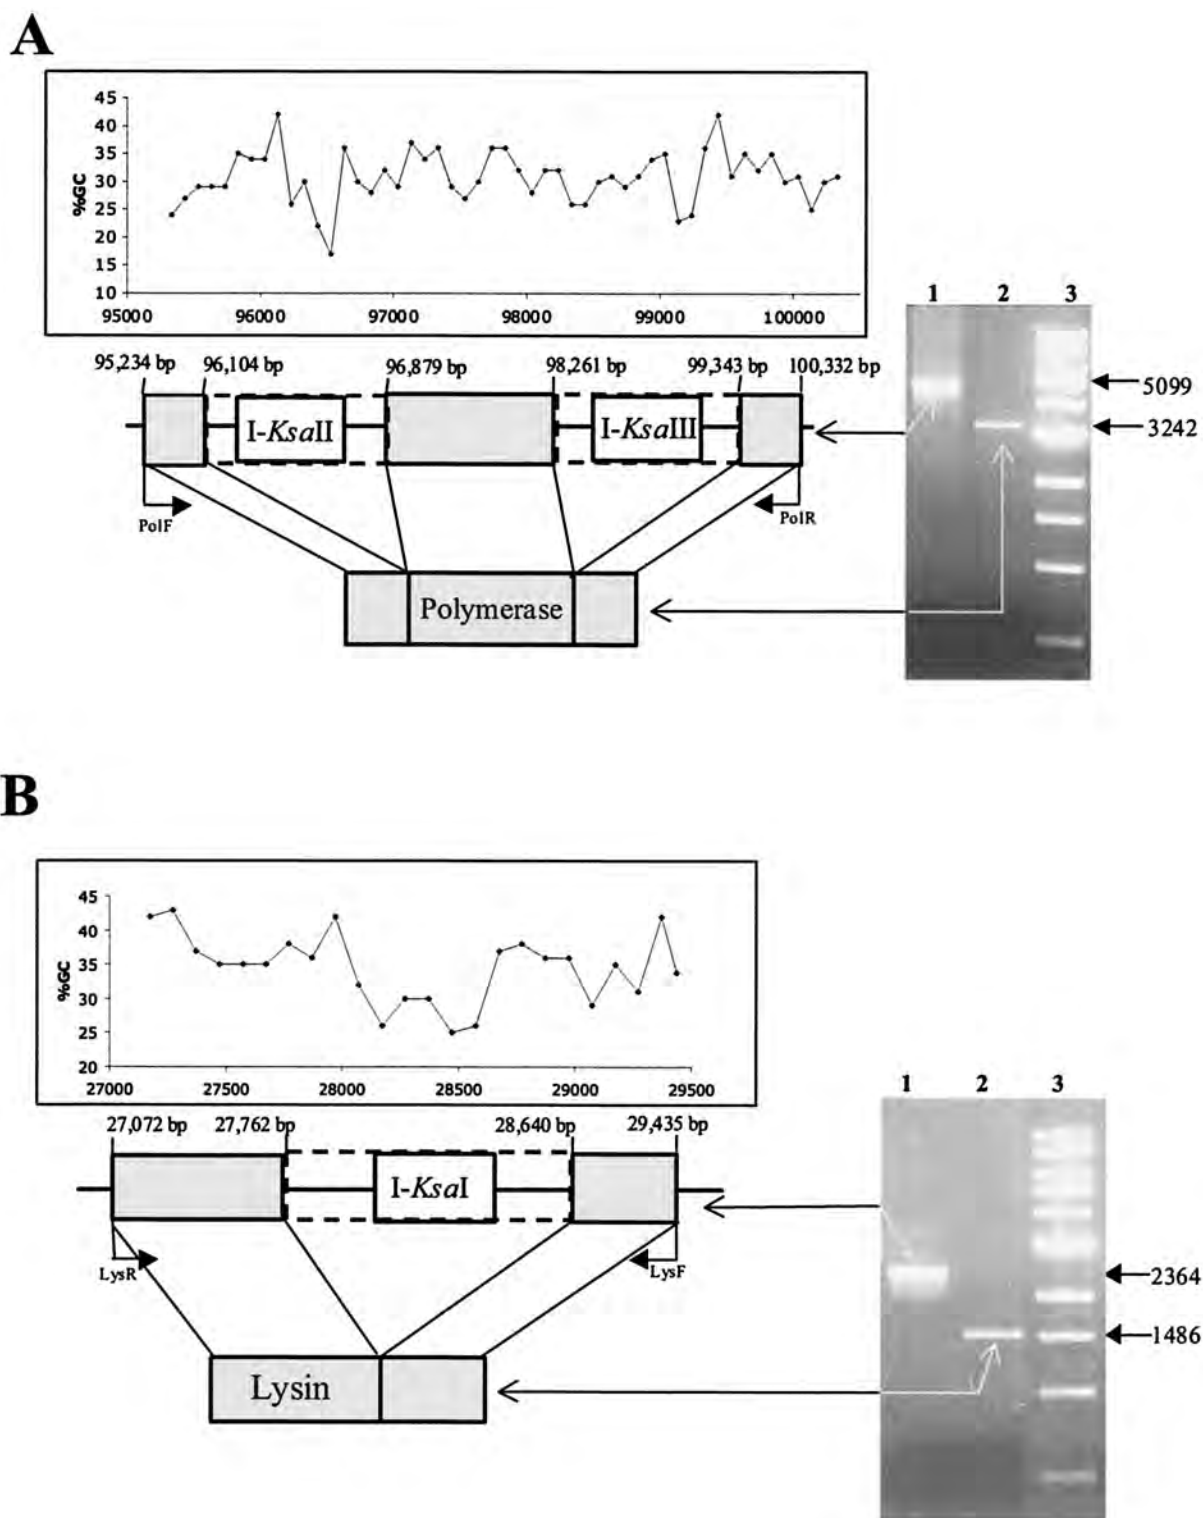 A
45
40
35
30
25
20
15
10
%GC
95000 96000 97000 98000 99000 100000
95,234 bp 96,104 bp 96,879 bp 98,261 bp 99,343 bp 100,332 bp
I-KsaII I-KsaIII
PolF PolR
Polymerase
1 2 3
5099
3242
B
45
40
35
30
25
20
%GC
27000 27500 28000 28500 29000 29500
27,072 bp 27,762 bp 28,640 bp 29,435 bp
I-KsaI
LysR LysF
Lysin
1 2 3
2364
1486